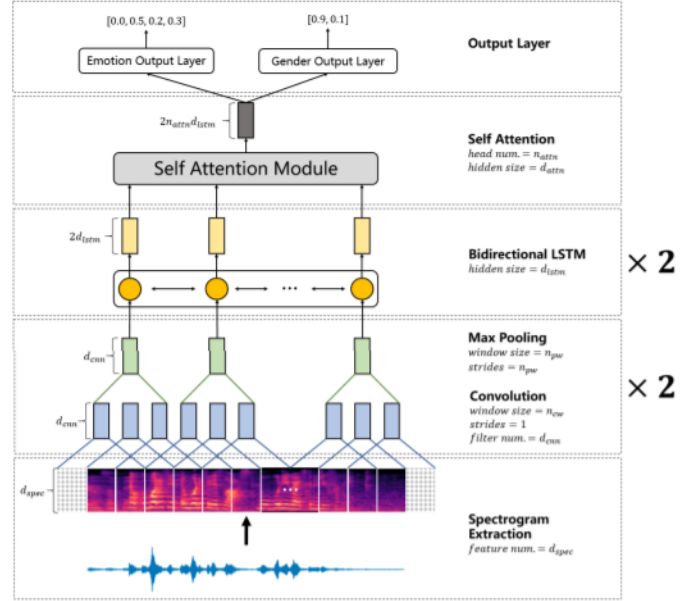 [0.0, 0.5, 0.2, 0.3]
[0.9, 0.1]
Emotion Output Layer
Gender Output Layer
Output Layer
2n_attn d_lstm
Self Attention Module
Self Attention
head num. = n_attn
hidden size = d_attn
2d_lstm
...
Bidirectional LSTM
hidden size = d_lstm
× 2
d_cnn
Max Pooling
window size = n_pw
strides = n_pw
d_cnn
Convolution
window size = n_cw
strides = 1
filter num. = d_cnn
× 2
d_spec
...
Spectrogram
Extraction
feature num. = d_spec